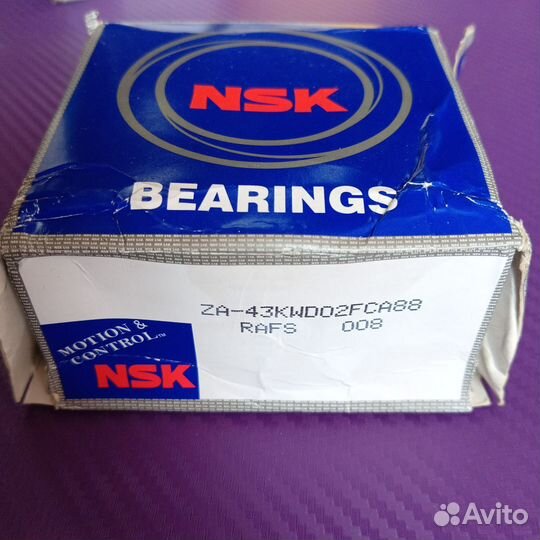 NSK
BEARINGS
ZA-43KWD02FCA88
RAFS 008
MOTION &
CONTROL™
NSK
Avito